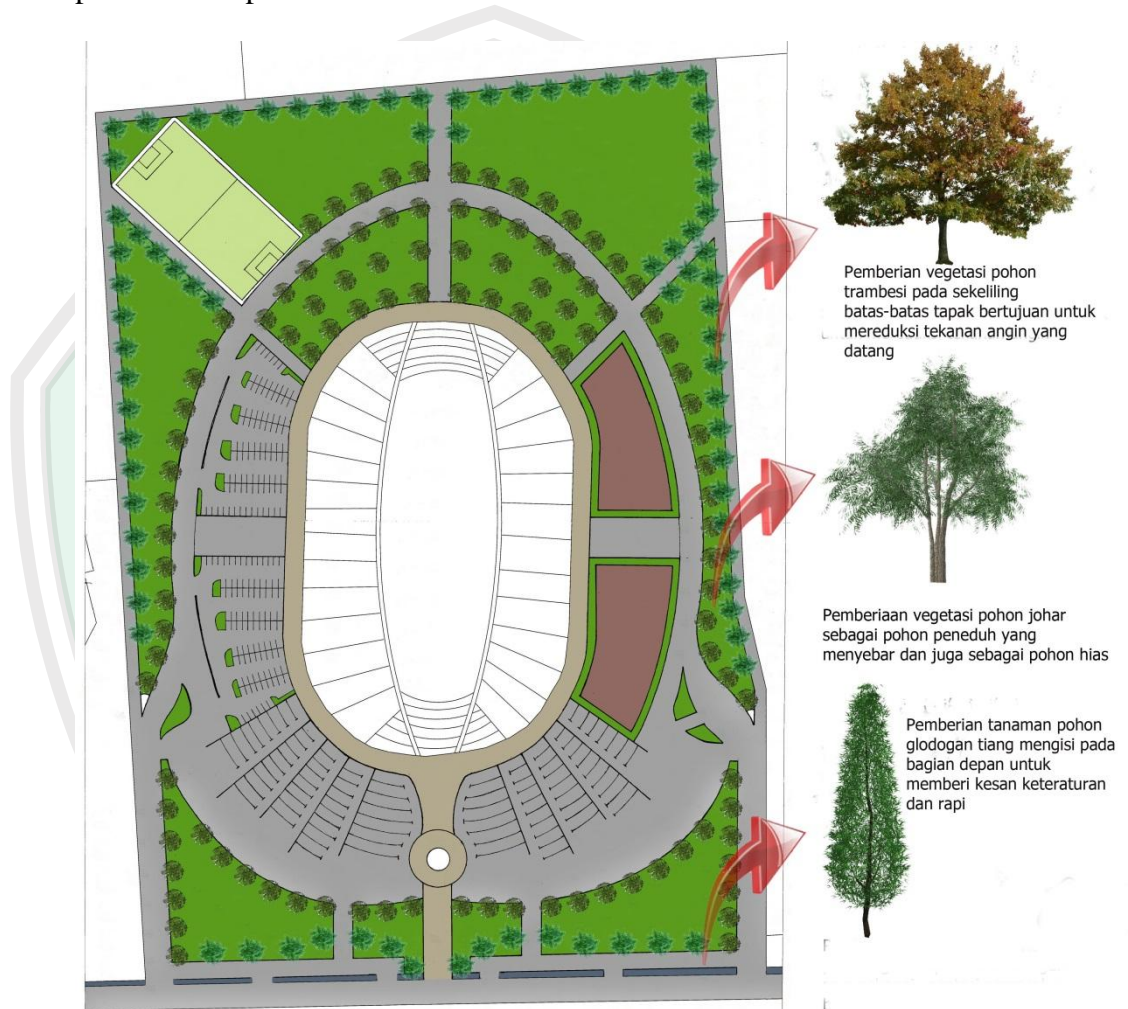 Pemberian vegetasi pohon
trambesi pada sekeliling
batas-batas tapak bertujuan untuk
mereduksi tekanan angin yang
datang
Pemberiaan vegetasi pohon johar
sebagai pohon peneduh yang
menyebar dan juga sebagai pohon hias
Pemberian tanaman pohon
glodogan tiang mengisi pada
bagian depan untuk
memberi kesan keteraturan
dan rapi